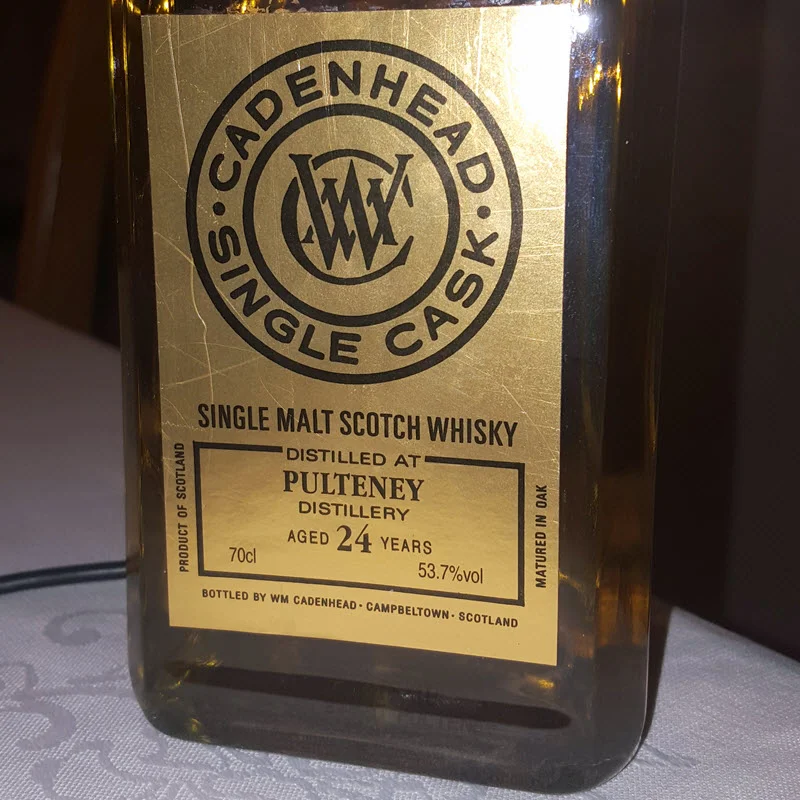 CADENHEAD
WC
SINGLE CASK
SINGLE MALT SCOTCH WHISKY
PRODUCT OF SCOTLAND
DISTILLED AT
PULTENEY
DISTILLERY
AGED 24 YEARS
70cl
53.7%vol
MATURED IN OAK
BOTTLED BY WM CADENHEAD · CAMPBELTOWN · SCOTLAND